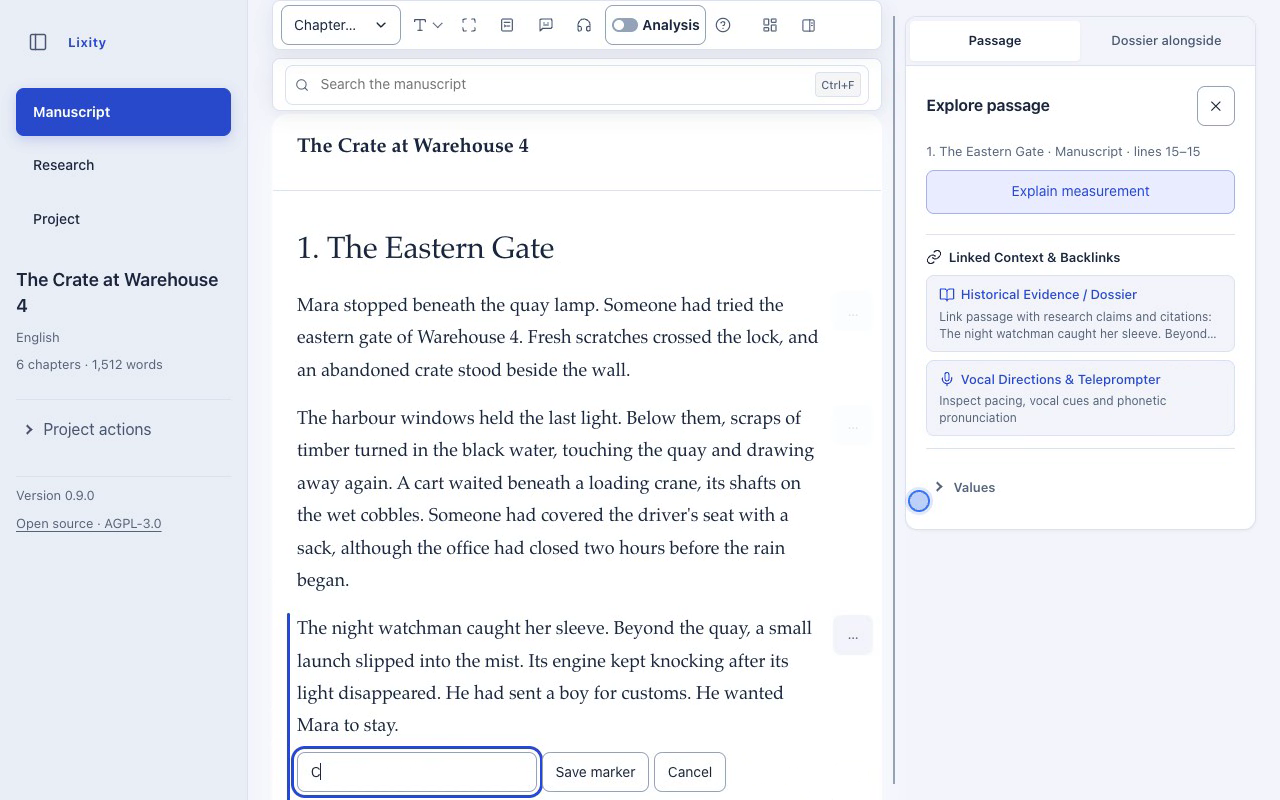 Lixity
Manuscript
Research
Project
The Crate at Warehouse
4
English
6 chapters · 1,512 words
Project actions
Version 0.9.0
Open source · AGPL-3.0
Chapter...
T
Analysis
Search the manuscript
Ctrl+F
The Crate at Warehouse 4
1. The Eastern Gate
Mara stopped beneath the quay lamp. Someone had tried the
eastern gate of Warehouse 4. Fresh scratches crossed the lock, and
an abandoned crate stood beside the wall.
...
The harbour windows held the last light. Below them, scraps of
timber turned in the black water, touching the quay and drawing
away again. A cart waited beneath a loading crane, its shafts on
the wet cobbles. Someone had covered the driver's seat with a
sack, although the office had closed two hours before the rain
began.
...
The night watchman caught her sleeve. Beyond the quay, a small
launch slipped into the mist. Its engine kept knocking after its
light disappeared. He had sent a boy for customs. He wanted
Mara to stay.
...
C
Save marker
Cancel
Passage
Dossier alongside
Explore passage
1. The Eastern Gate · Manuscript · lines 15–15
Explain measurement
Linked Context & Backlinks
Historical Evidence / Dossier
Link passage with research claims and citations:
The night watchman caught her sleeve. Beyond...
Vocal Directions & Teleprompter
Inspect pacing, vocal cues and phonetic
pronunciation
Values